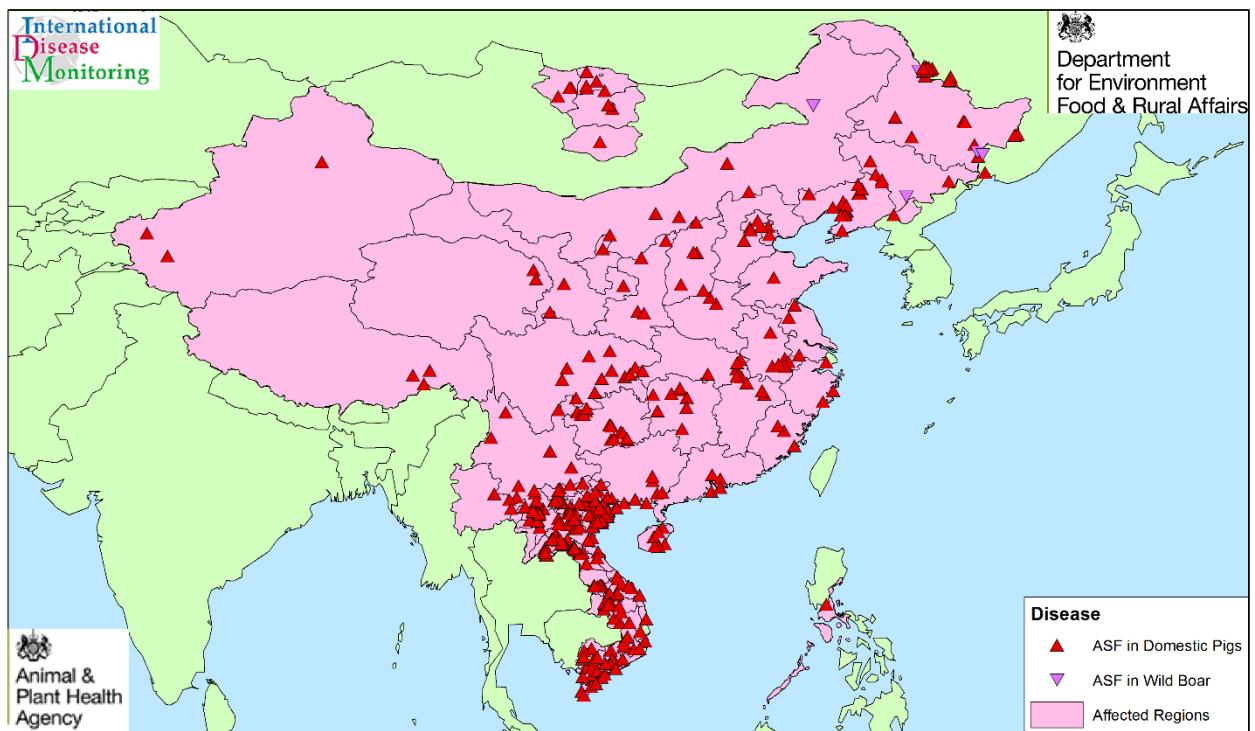 International
Disease
Monitoring
Department
for Environment
Food & Rural Affairs
Disease
ASF in Domestic Pigs
ASF in Wild Boar
Affected Regions
Animal &
Plant Health
Agency